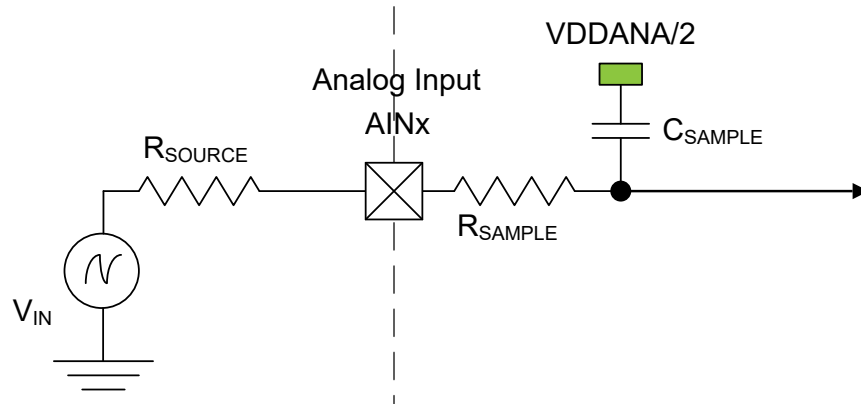 VDDANA/2
Analog Input
AINx
CSAMPLE
RSOURCE
RSAMPLE
VIN